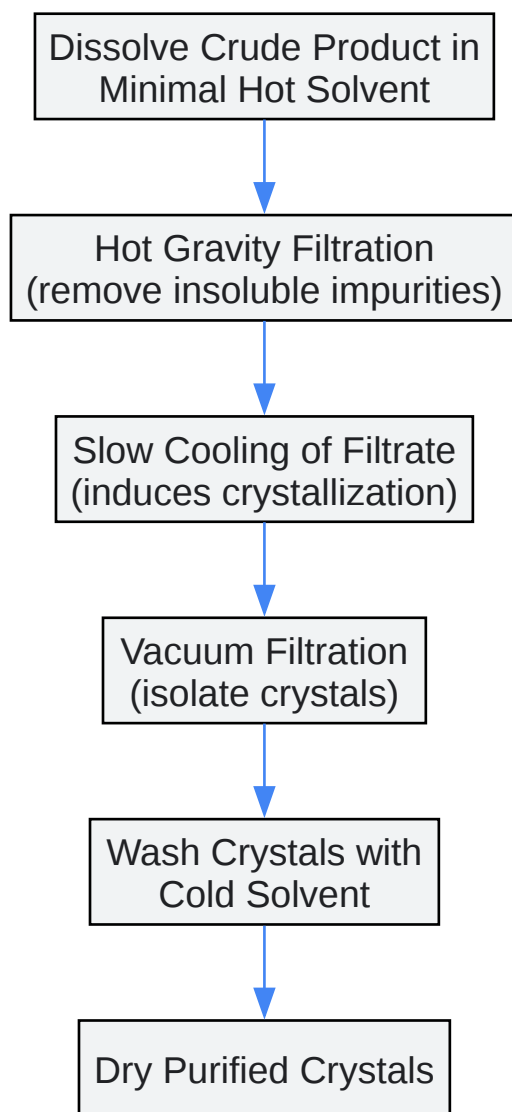 Dissolve Crude Product in
Minimal Hot Solvent
Hot Gravity Filtration
(remove insoluble impurities)
Slow Cooling of Filtrate
(induces crystallization)
Vacuum Filtration
(isolate crystals)
Wash Crystals with
Cold Solvent
Dry Purified Crystals